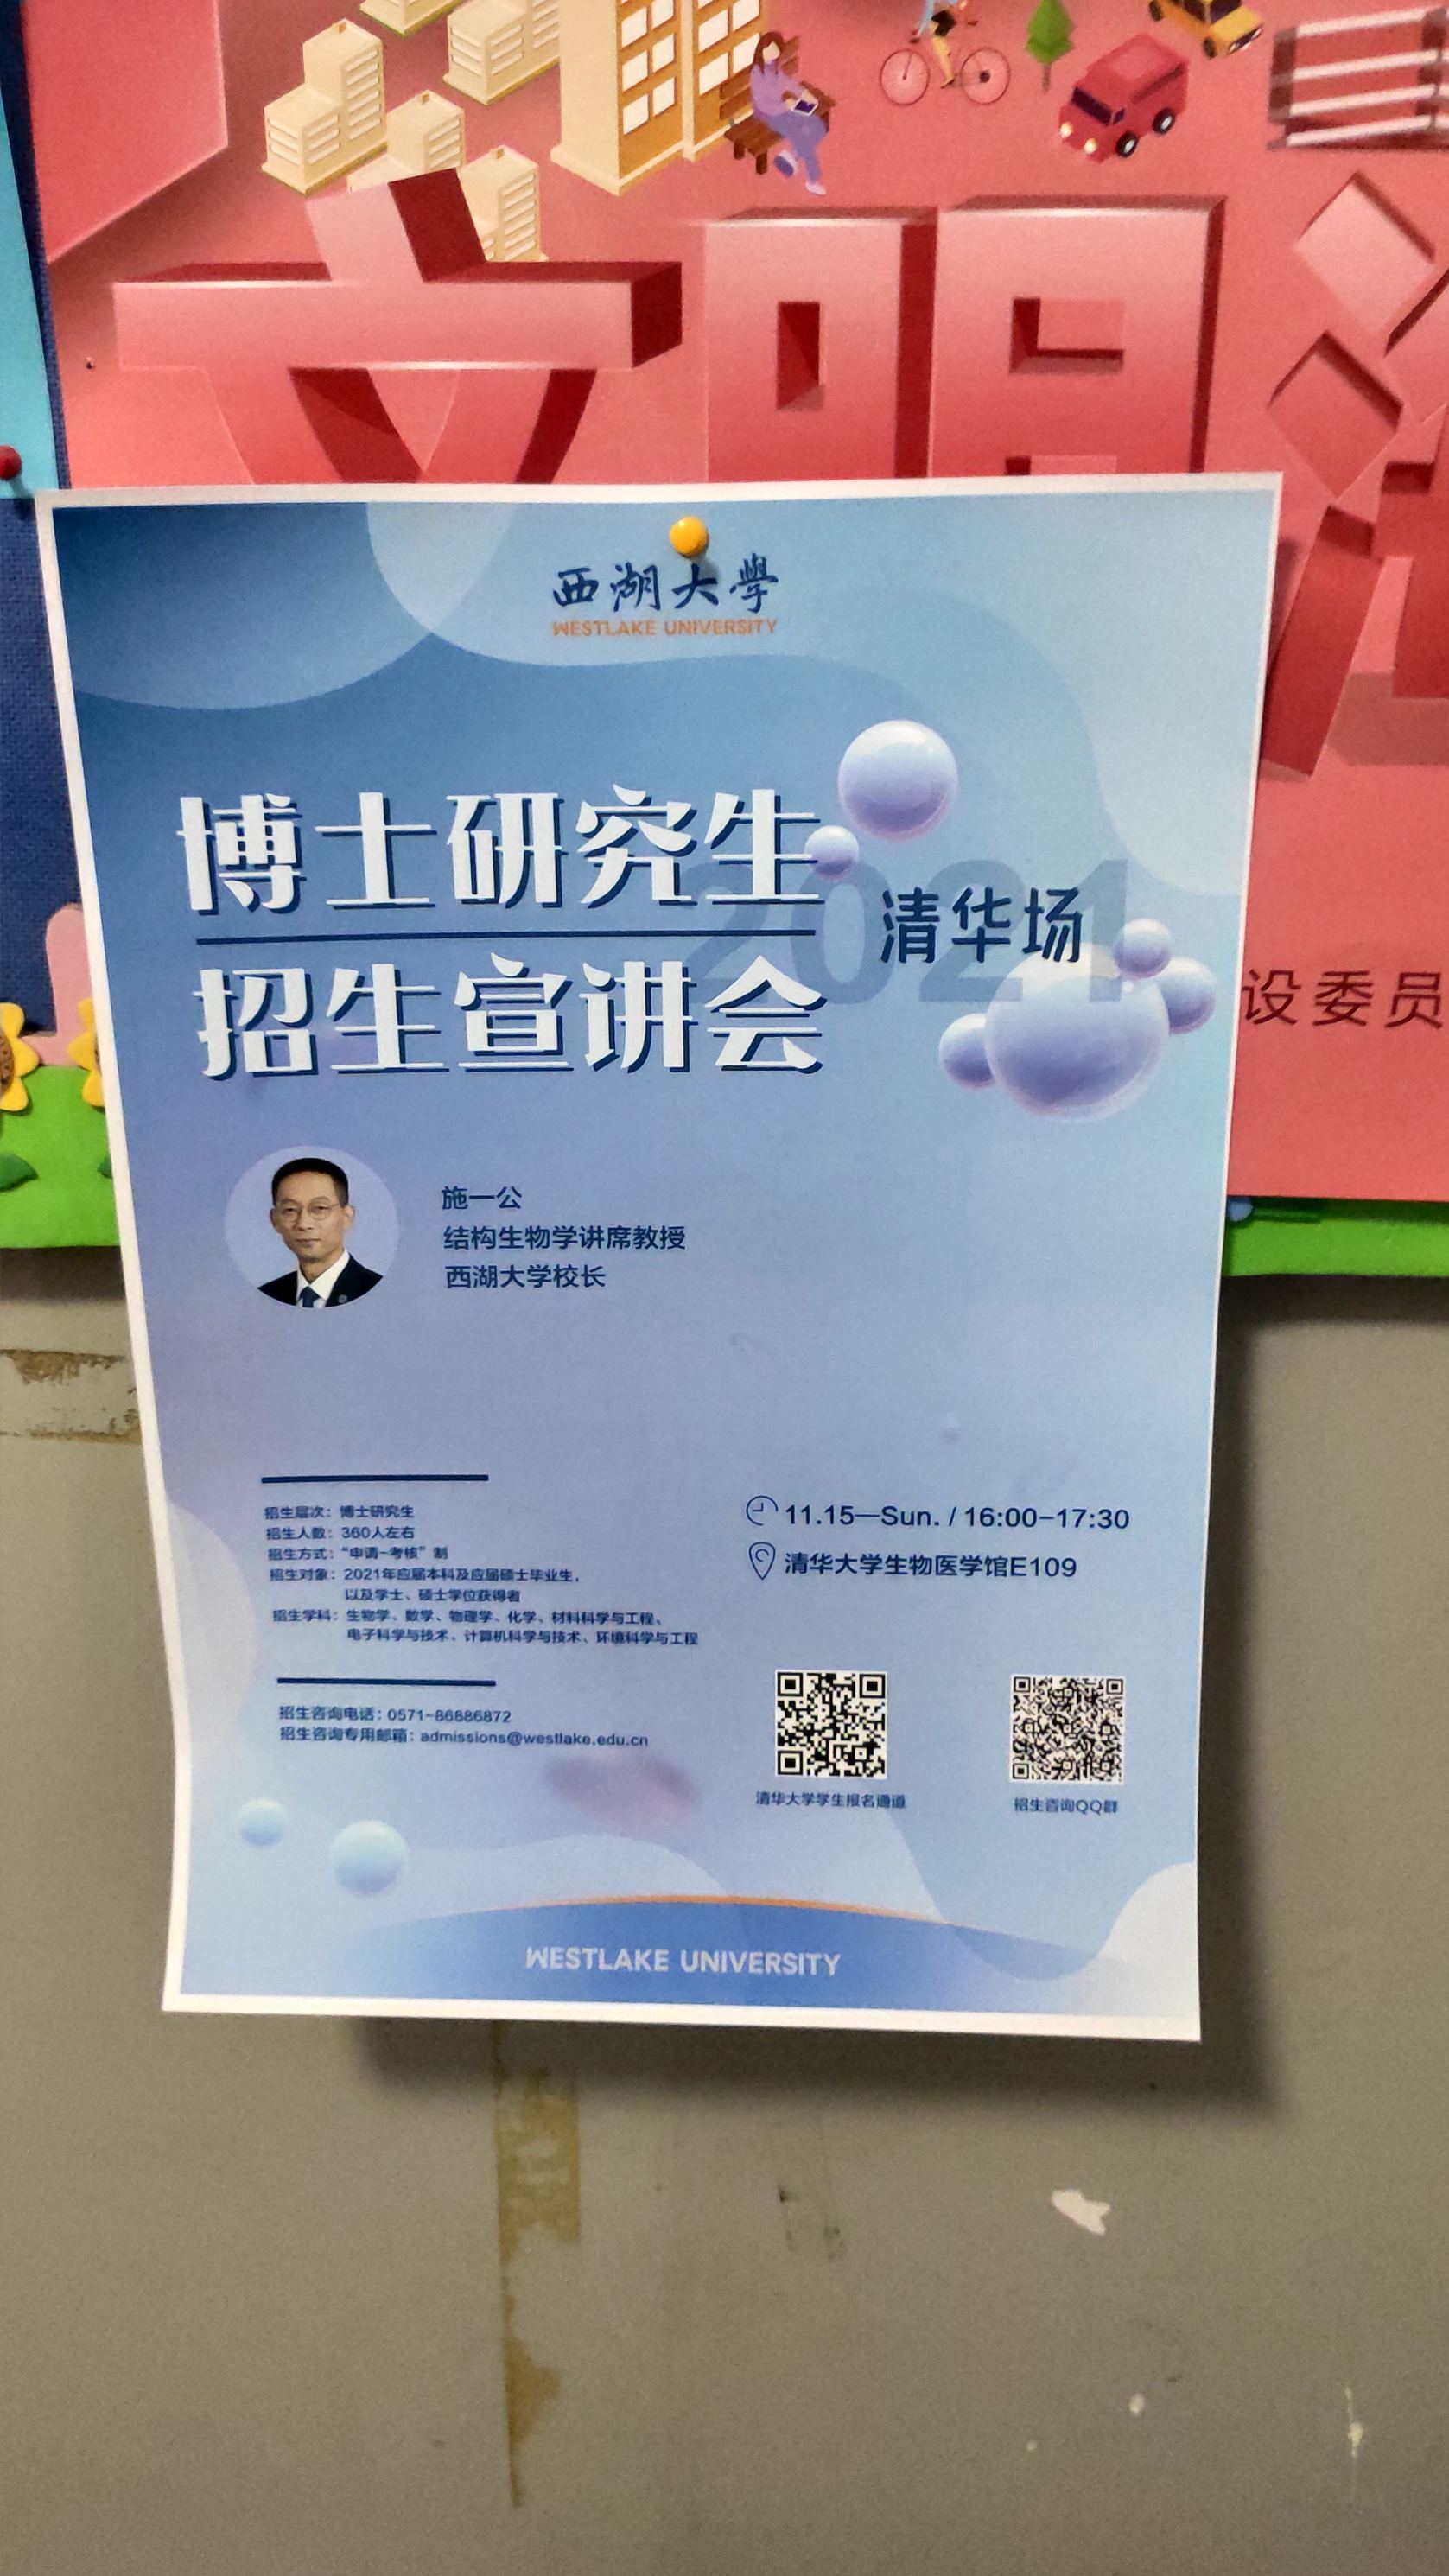 文明
设委员
西湖大學
WESTLAKE UNIVERSITY
博士研究生
招生宣讲会
2021
清华场
施一公
结构生物学讲席教授
西湖大学校长
招生层次：博士研究生
招生人数：360人左右
招生方式：“申请-考核”制
招生对象：2021年应届本科及应届硕士毕业生，
以及学士、硕士学位获得者
招生学科：生物学、数学、物理学、化学、材料科学与工程、
电子科学与技术、计算机科学与技术、环境科学与工程
招生咨询电话：0571-86886872
招生咨询专用邮箱：admissions@westlake.edu.cn
11.15—Sun. / 16:00-17:30
清华大学生物医学馆E109
清华大学学生报名通道
招生咨询QQ群
WESTLAKE UNIVERSITY